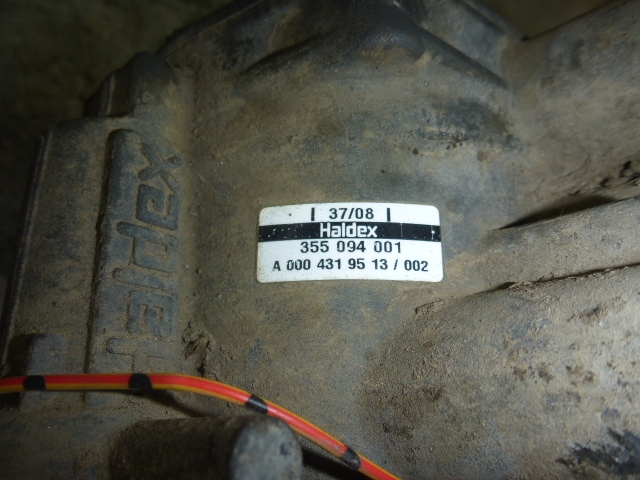 | 37/08 |
Haldex
355 094 001
A 000 431 95 13 / 002
Haldex